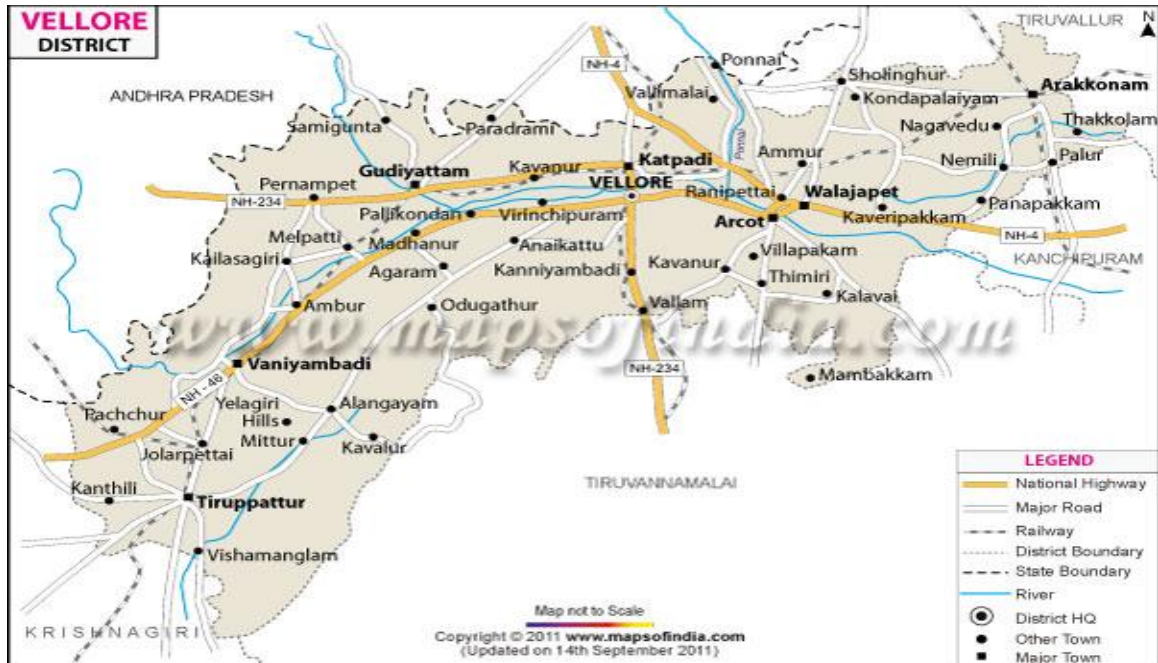 VELLORE
DISTRICT
TIRUVALLUR
N
ANDHRA PRADESH
NH-4
Ponnai
Vallimalai
Sholinghur
Kondapalaiyam
Arakkonam
Samigunta
Paradrami
Nagavedu
Thakkolam
Ponnai
Ammur
Nemili
Palur
Gudiyattam
Kavanur
Katpadi
Pernampet
VELLORE
Ranipettai
Walajapet
NH-234
Pallikondan
Virinchipuram
Arcot
Kaveripakkam
Panapakkam
Melpatti
Madhanur
Anaikattu
NH-4
Kailasagiri
Agaram
Kanniyambadi
Kavanur
Villapakam
KANCHIPURAM
Thimiri
Ambur
Odugathur
Vallam
Kalavai
www.mapsofindia.com
Vaniyambadi
NH-234
Mambakkam
NH - 46
Pachchur
Yelagiri
Hills
Alangayam
Mittur
Kavalur
Jolarpettai
Kanthili
Tiruppattur
TIRUVANNAMALAI
Vishamanglam
KRISHNAGIRI
LEGEND
National Highway
Major Road
Railway
District Boundary
State Boundary
River
District HQ
Other Town
Major Town
Map not to Scale
Copyright © 2011 www.mapsofindia.com
(Updated on 14th September 2011)